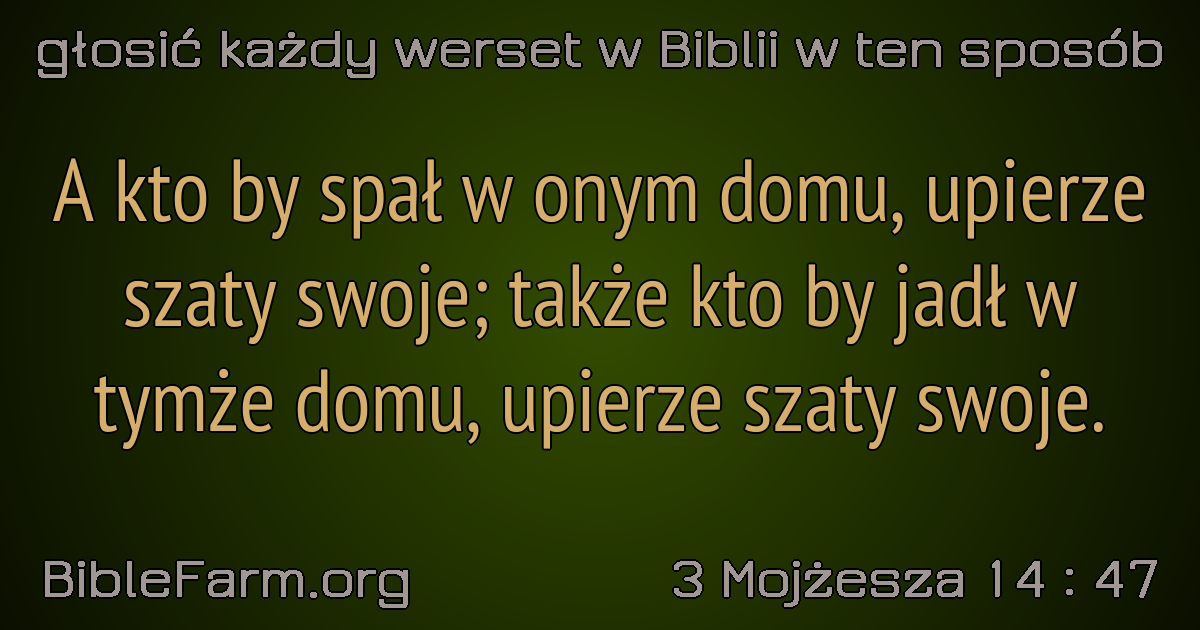 głosić każdy werset w Biblii w ten sposób
A kto by spał w onym domu, upierze
szaty swoje; także kto by jadł w
tymże domu, upierze szaty swoje.
BibleFarm.org
3 Mojżesza 14 : 47